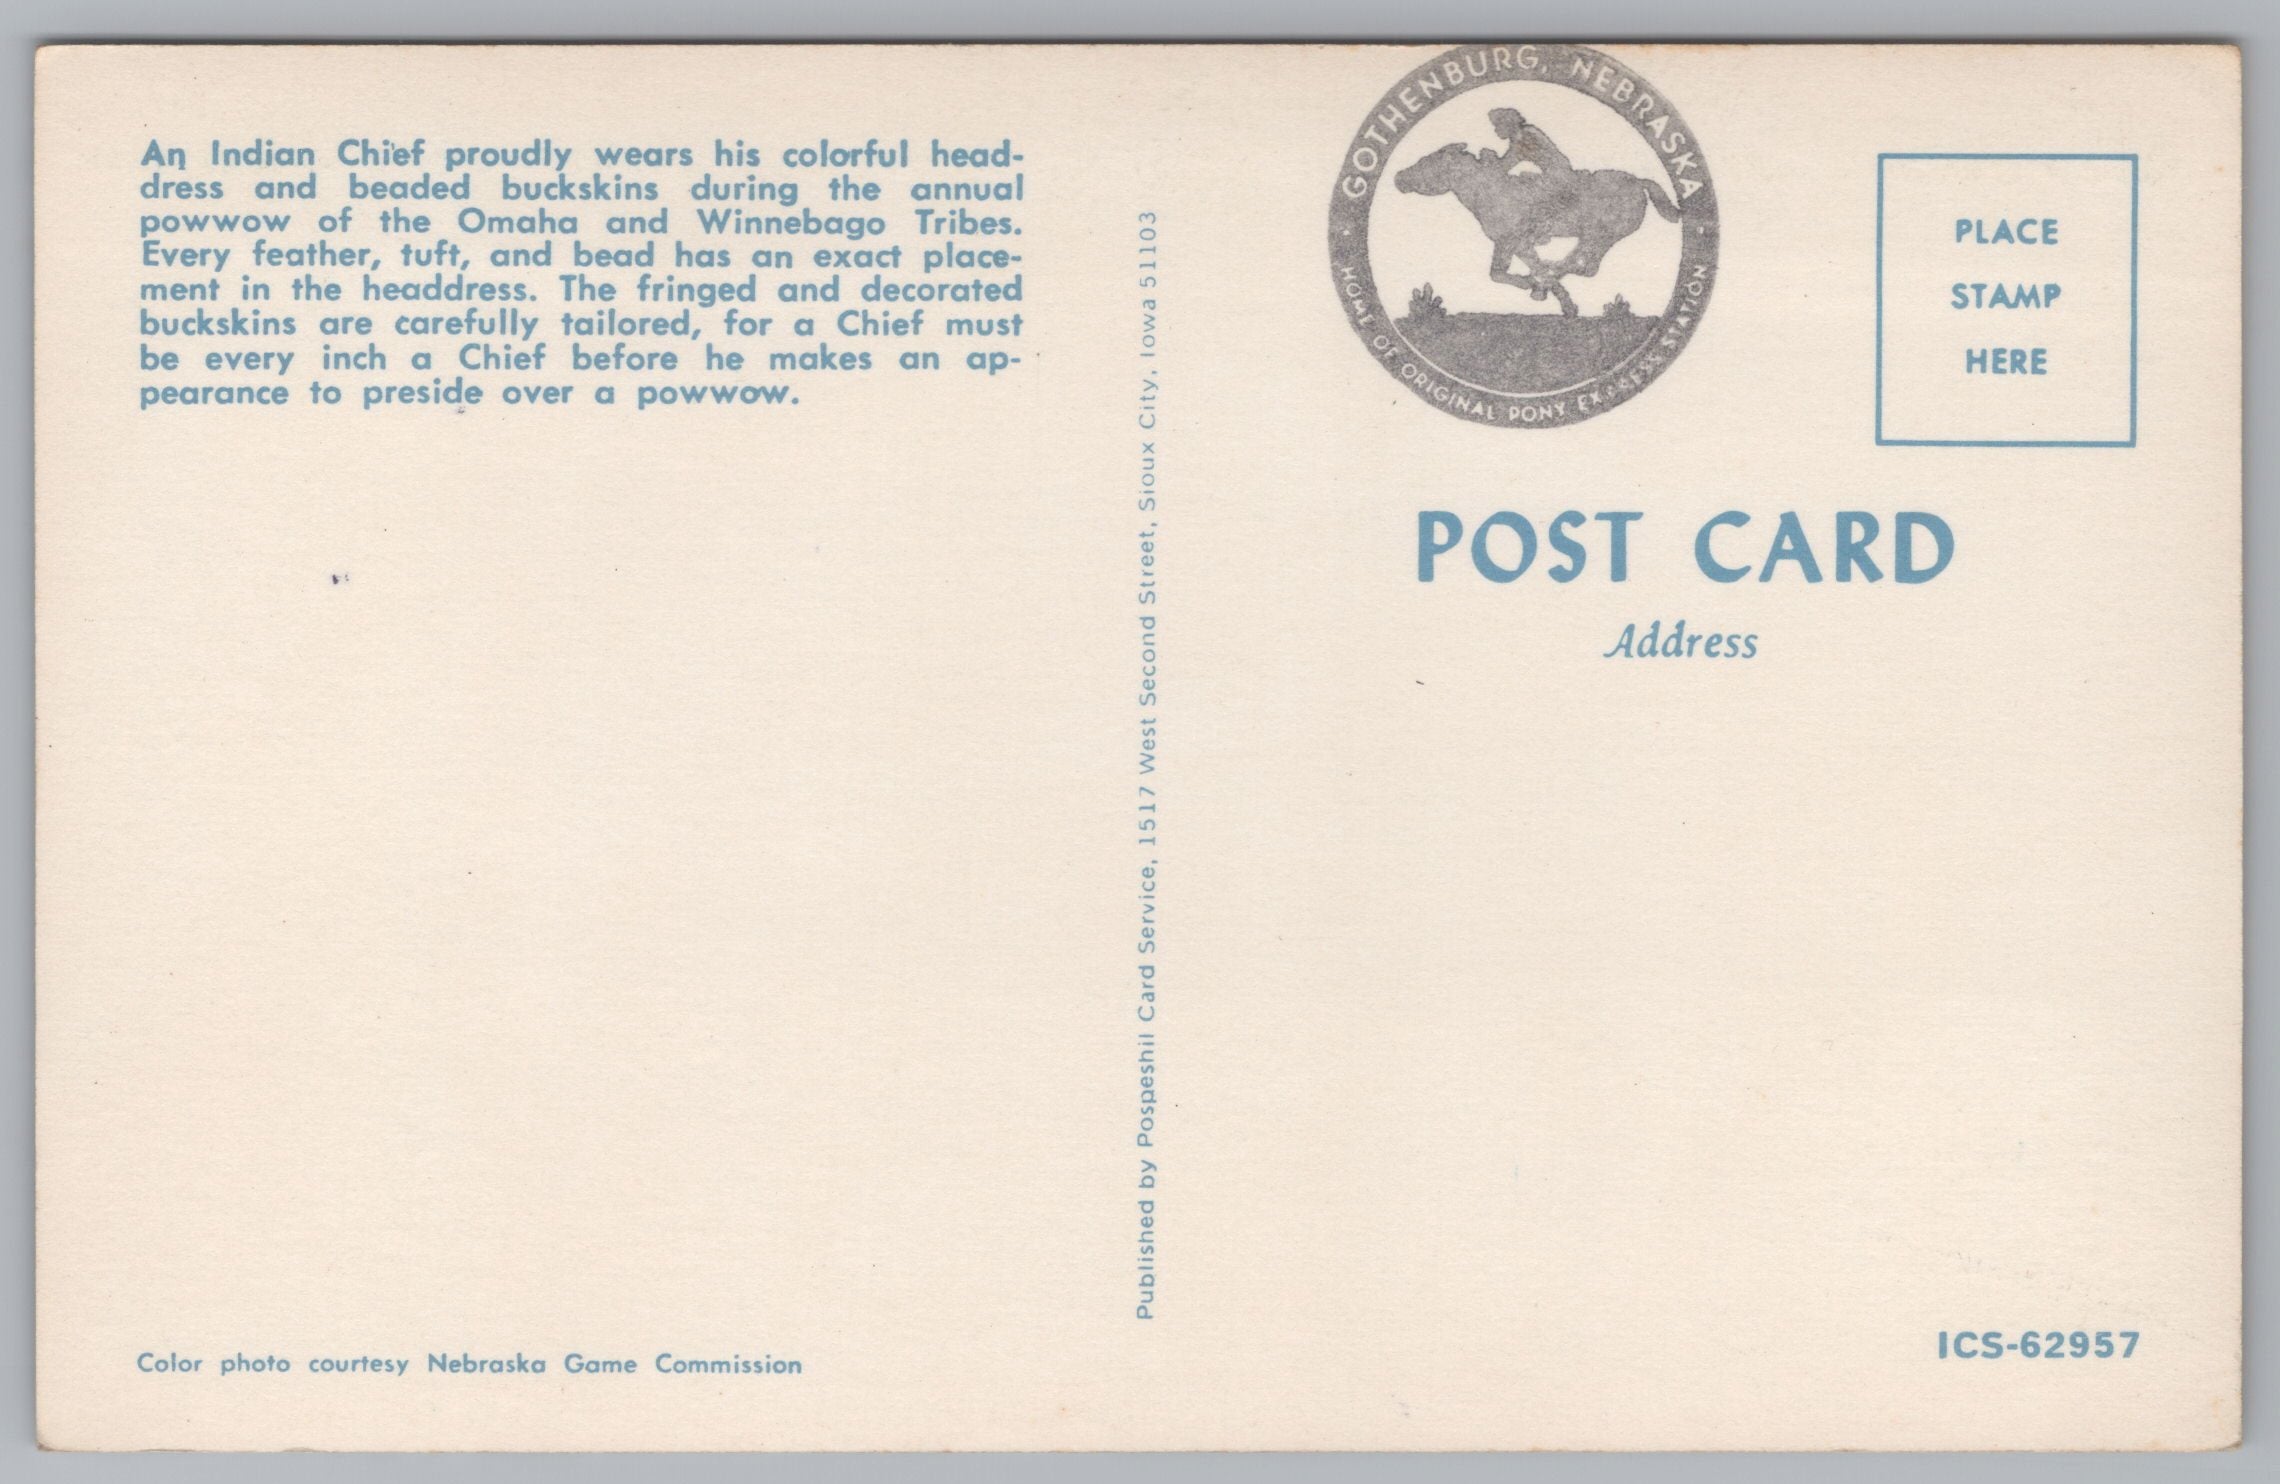 An Indian Chief proudly wears his colorful head-
dress and beaded buckskins during the annual
powwow of the Omaha and Winnebago Tribes.
Every feather, tuft, and bead has an exact place-
ment in the headdress. The fringed and decorated
buckskins are carefully tailored, for a Chief must
be every inch a Chief before he makes an ap-
pearance to preside over a powwow.
Color photo courtesy Nebraska Game Commission
Published by Pospeshil Card Service, 1517 West Second Street, Sioux City, Iowa 51103
GOTHENBURG, NEBRASKA
HOME OF ORIGINAL PONY EXPRESS STATION
PLACE
STAMP
HERE
POST CARD
Address
ICS-62957